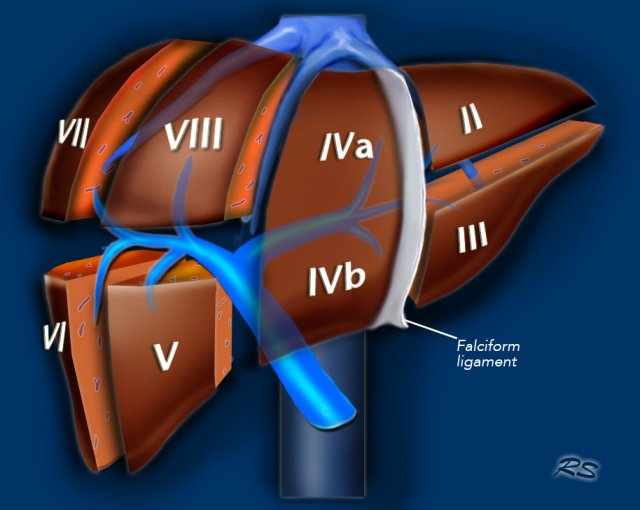 VII
VIII
IVa
II
III
IVb
VI
V
Falciform
ligament
RS